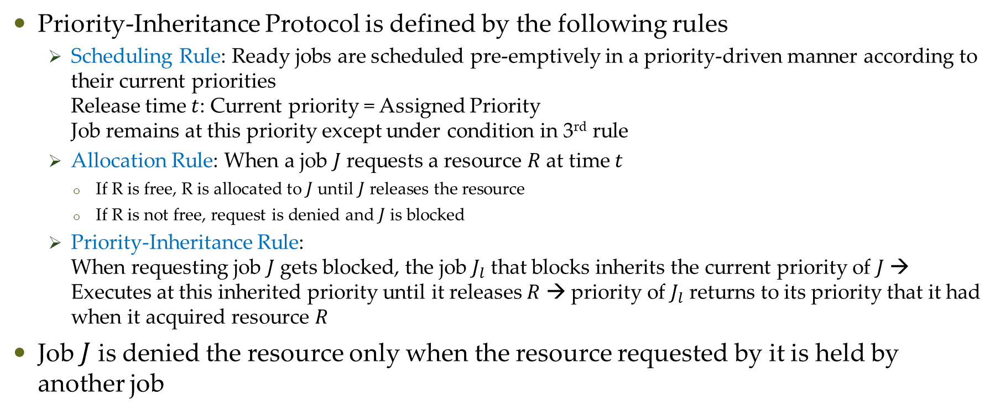 • Priority-Inheritance Protocol is defined by the following rules
➢ Scheduling Rule: Ready jobs are scheduled pre-emptively in a priority-driven manner according to
their current priorities
Release time t: Current priority = Assigned Priority
Job remains at this priority except under condition in 3rd rule
➢ Allocation Rule: When a job J requests a resource R at time t
○ If R is free, R is allocated to J until J releases the resource
○ If R is not free, request is denied and J is blocked
➢ Priority-Inheritance Rule:
When requesting job J gets blocked, the job Jₗ that blocks inherits the current priority of J →
Executes at this inherited priority until it releases R → priority of Jₗ returns to its priority that it had
when it acquired resource R
• Job J is denied the resource only when the resource requested by it is held by
another job